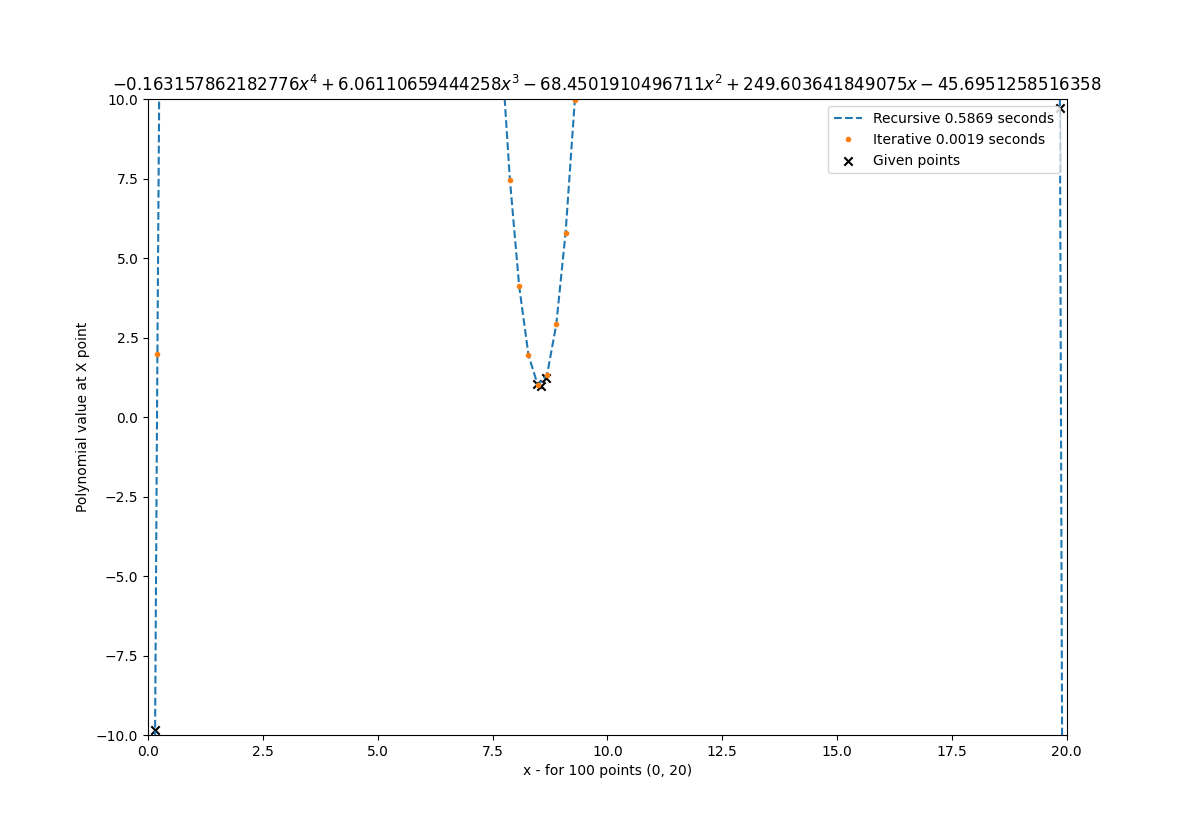 −0.163157862182776x⁴ + 6.06110659444258x³ − 68.4501910496711x² + 249.603641849075x − 45.6951258516358
10.0
7.5
5.0
2.5
0.0
−2.5
−5.0
−7.5
−10.0
Polynomial value at X point
Recursive 0.5869 seconds
Iterative 0.0019 seconds
Given points
0.0 2.5 5.0 7.5 10.0 12.5 15.0 17.5 20.0
x - for 100 points (0, 20)